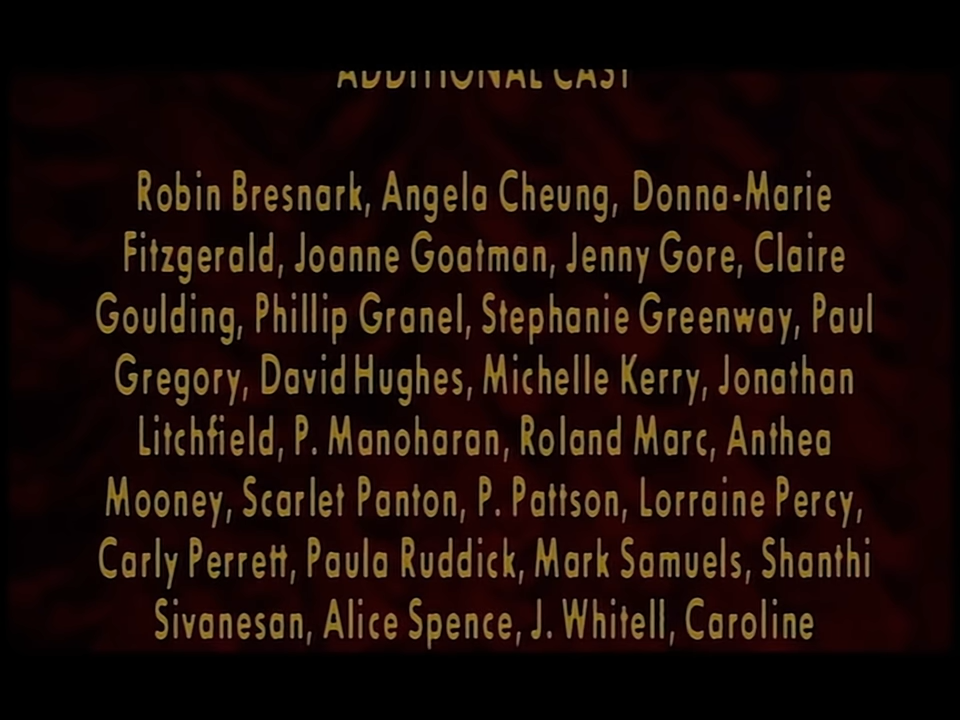 ADDITIONAL CAST
Robin Bresnark, Angela Cheung, Donna-Marie
Fitzgerald, Joanne Goatman, Jenny Gore, Claire
Goulding, Phillip Granel, Stephanie Greenway, Paul
Gregory, David Hughes, Michelle Kerry, Jonathan
Litchfield, P. Manoharan, Roland Marc, Anthea
Mooney, Scarlet Panton, P. Pattson, Lorraine Percy,
Carly Perrett, Paula Ruddick, Mark Samuels, Shanthi
Sivanesan, Alice Spence, J. Whitell, Caroline